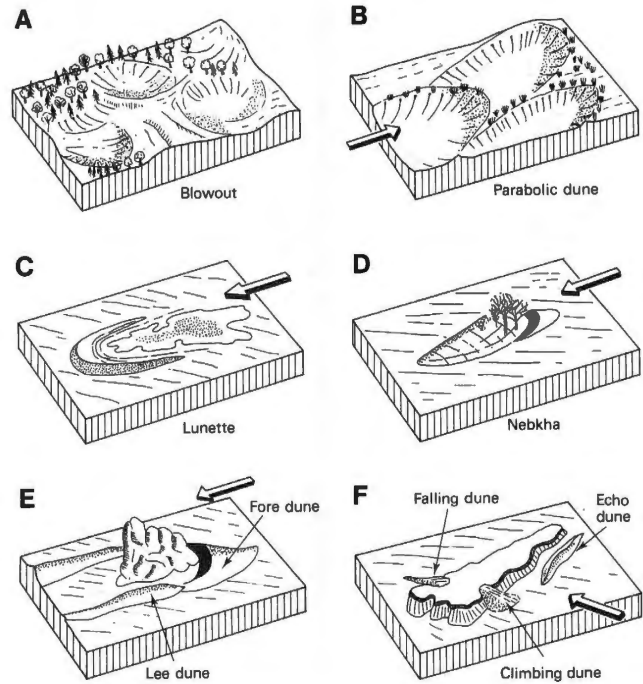 A
Blowout
B
Parabolic dune
C
Lunette
D
Nebkha
E
Fore dune
Lee dune
F
Falling dune
Echo
dune
Climbing dune